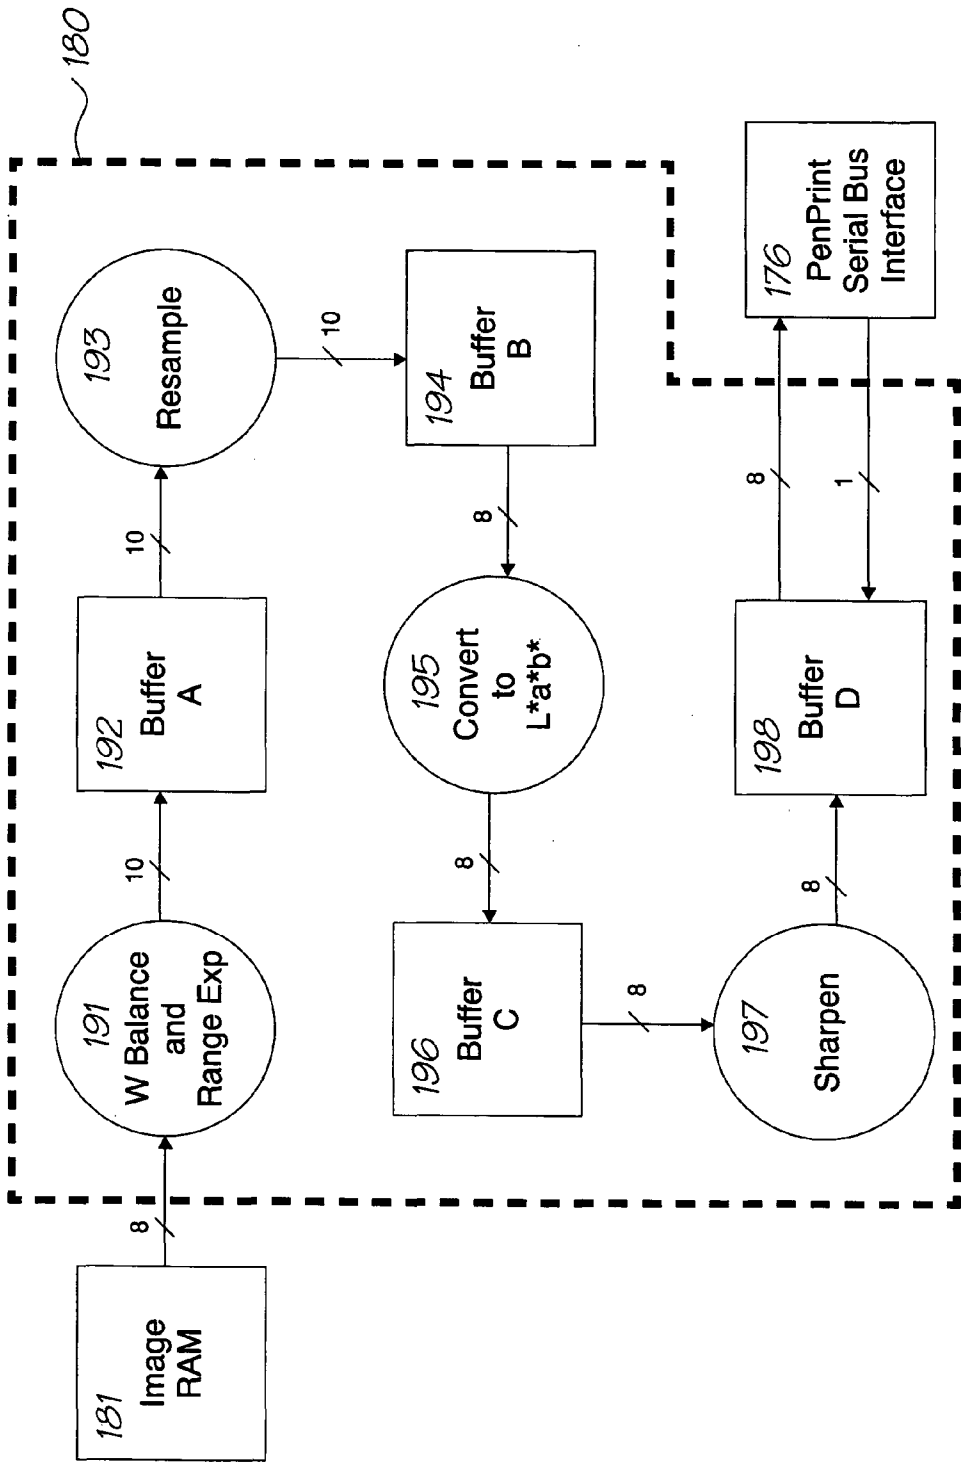 180
181
Image
RAM
8
191
W Balance
and
Range Exp
10
192
Buffer
A
10
193
Resample
10
194
Buffer
B
8
195
Convert
to
L*a*b*
8
196
Buffer
C
8
197
Sharpen
8
198
Buffer
D
8
1
176
PenPrint
Serial Bus
Interface